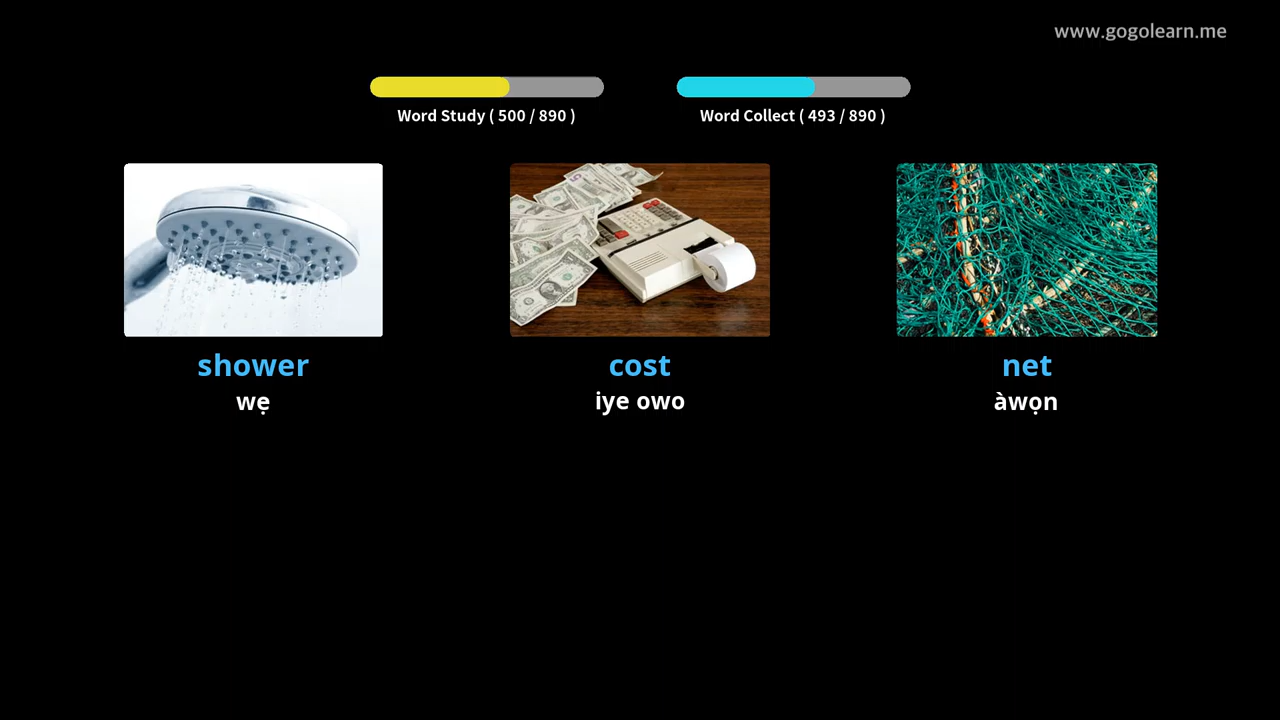 www.gogolearn.me
Word Study ( 500 / 890 )
Word Collect ( 493 / 890 )
shower
cost
net
wẹ
iye owo
àwọn